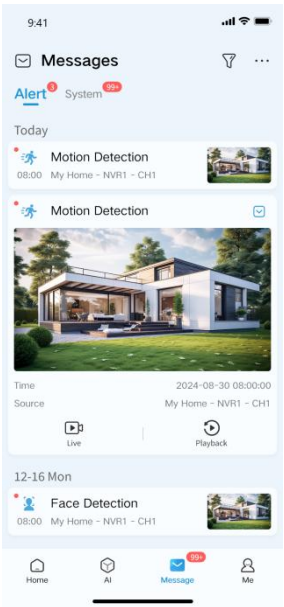 9:41
Messages
Alert 3 System 99+
Today
Motion Detection
08:00 My Home - NVR1 - CH1
Motion Detection
Time 2024-08-30 08:00:00
Source My Home - NVR1 - CH1
Live Playback
12-16 Mon
Face Detection
08:00 My Home - NVR1 - CH1
99+
Home AI Message Me